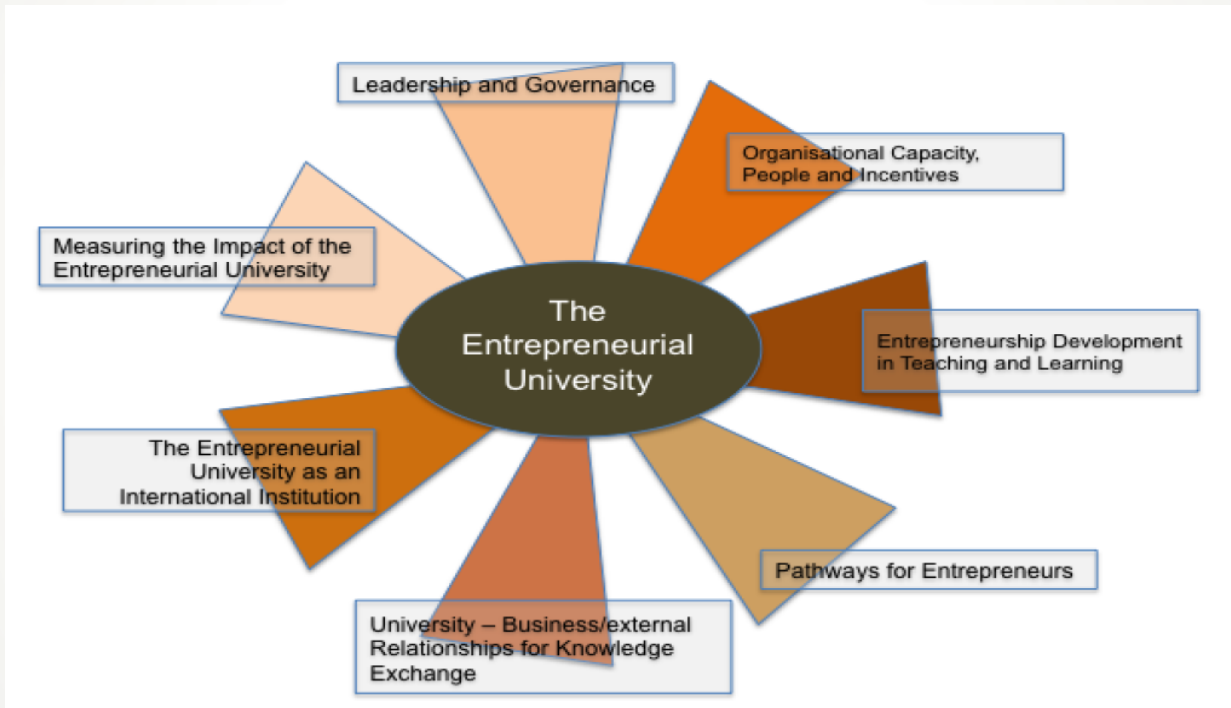 Leadership and Governance
Organisational Capacity,
People and Incentives
Measuring the Impact of the
Entrepreneurial University
The
Entrepreneurial
University
Entrepreneurship Development
in Teaching and Learning
The Entrepreneurial
University as an
International Institution
Pathways for Entrepreneurs
University – Business/external
Relationships for Knowledge
Exchange